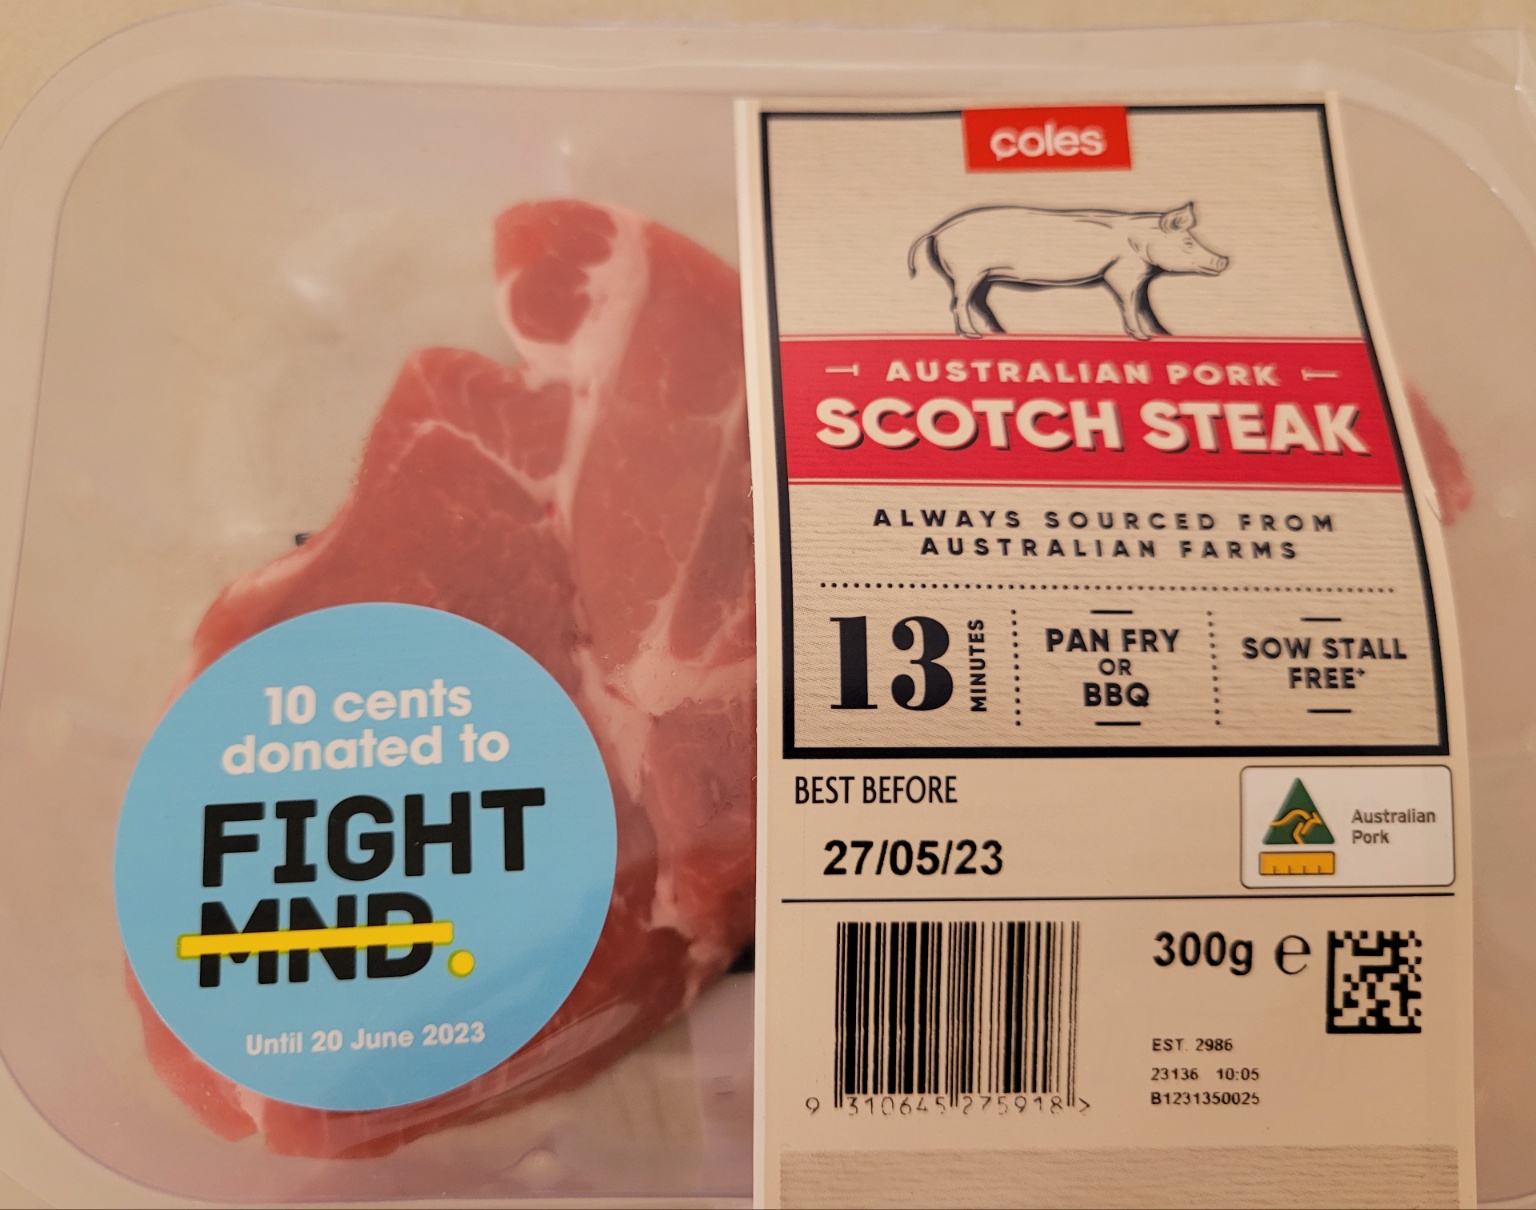 coles
AUSTRALIAN PORK
SCOTCH STEAK
ALWAYS SOURCED FROM
AUSTRALIAN FARMS
13 MINUTES
PAN FRY
OR
BBQ
SOW STALL
FREE+
BEST BEFORE
27/05/23
Australian
Pork
300g e
EST. 2986
23136 10:05
B1231350025
9 310645 275918 >
10 cents
donated to
FIGHT
MND.
Until 20 June 2023